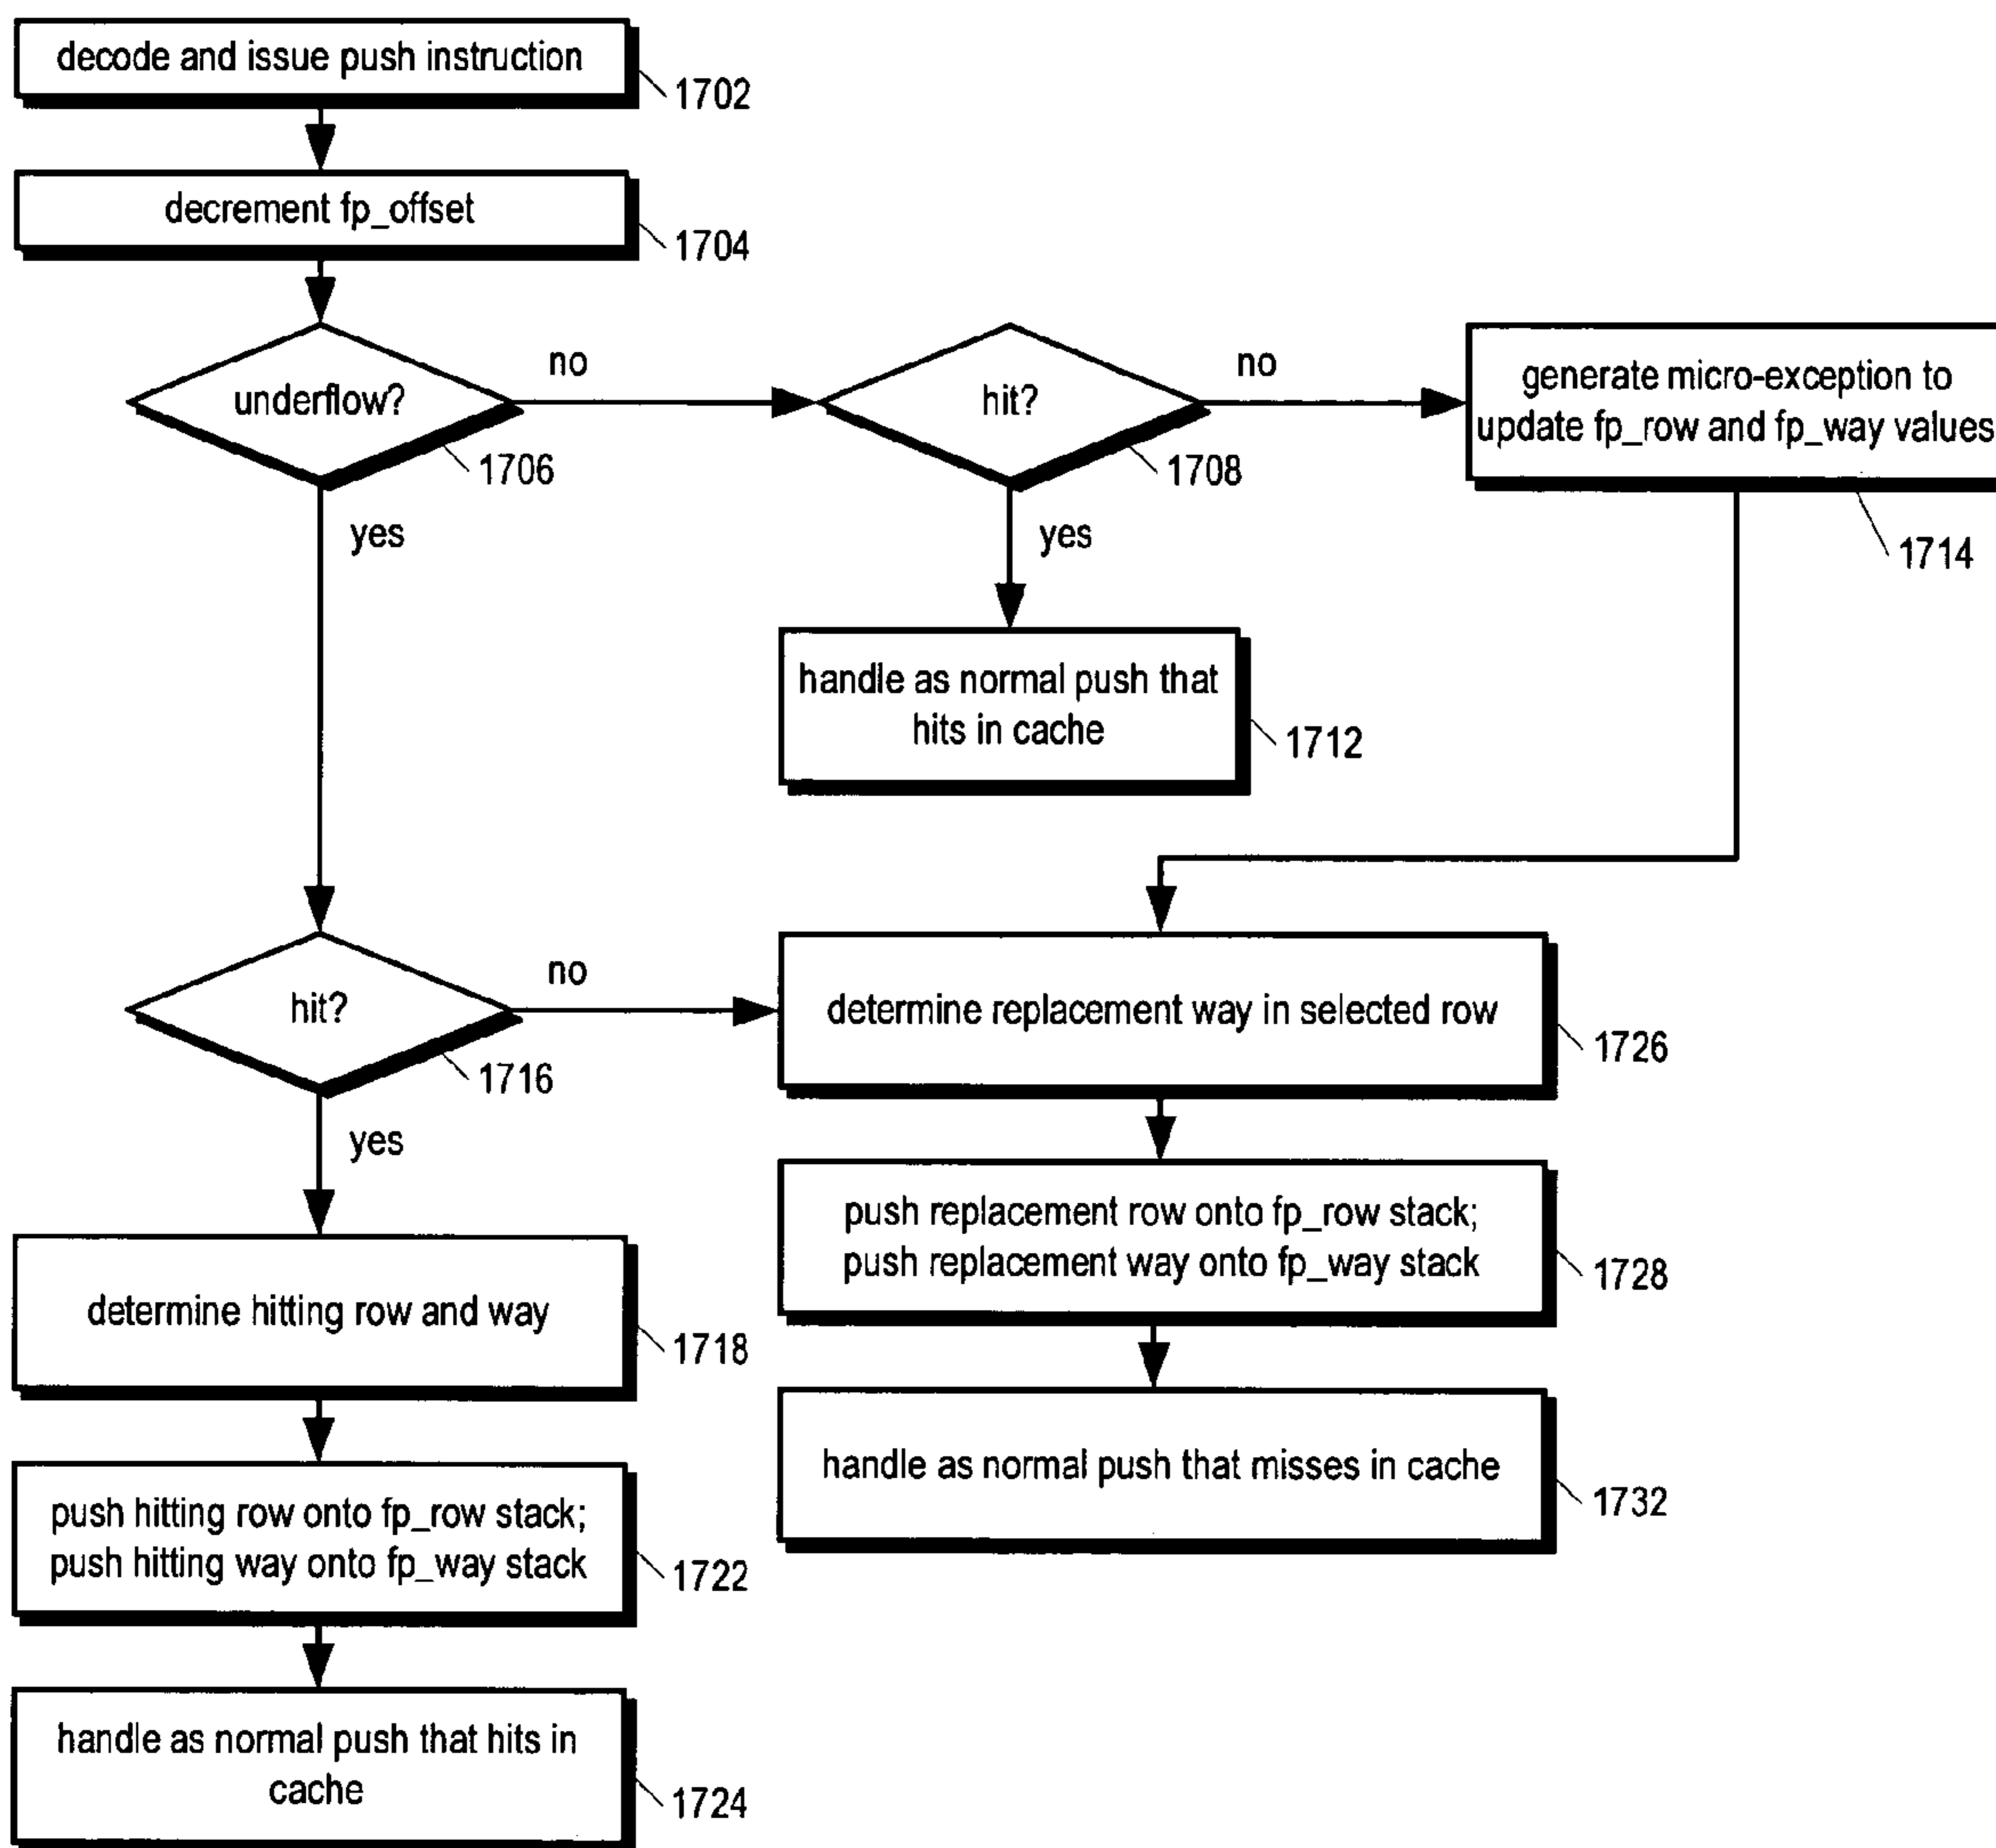 decode and issue push instruction
1702
decrement fp_offset
1704
underflow?
1706
no
hit?
1708
no
generate micro-exception to
update fp_row and fp_way values
1714
yes
yes
handle as normal push that
hits in cache
1712
hit?
1716
no
determine replacement way in selected row
1726
yes
push replacement row onto fp_row stack;
push replacement way onto fp_way stack
1728
determine hitting row and way
1718
handle as normal push that misses in cache
1732
push hitting row onto fp_row stack;
push hitting way onto fp_way stack
1722
handle as normal push that hits in
cache
1724